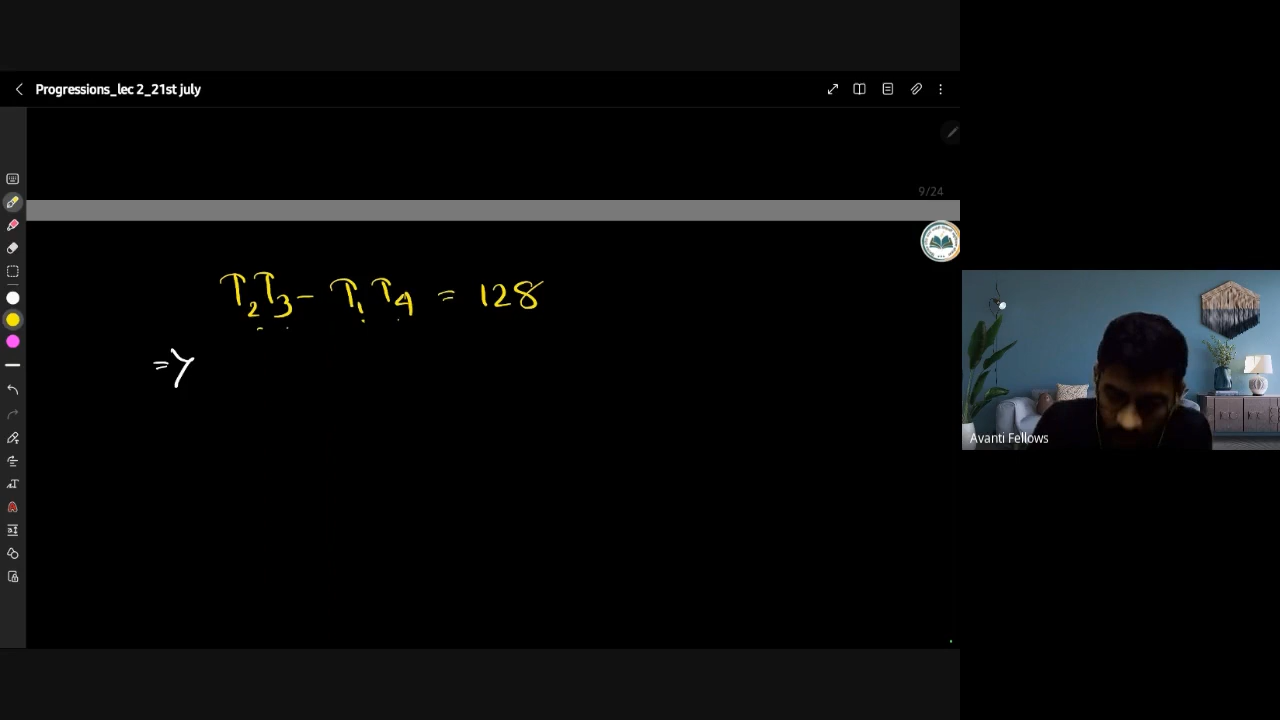 Progressions_lec 2_21st july
9/24
T₂T₃ - T₁T₄ = 128
=>
Avanti Fellows